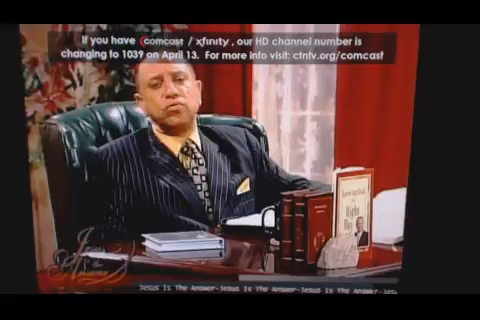 If you have comcast / xfinity, our HD channel number is
changing to 1039 on April 13. For more info visit: ctntv.org/comcast
Right
Jesus
is the
Answer
Jesus Is The Answer-Jesus Is The Answer-Jesus Is The Answer-Jes